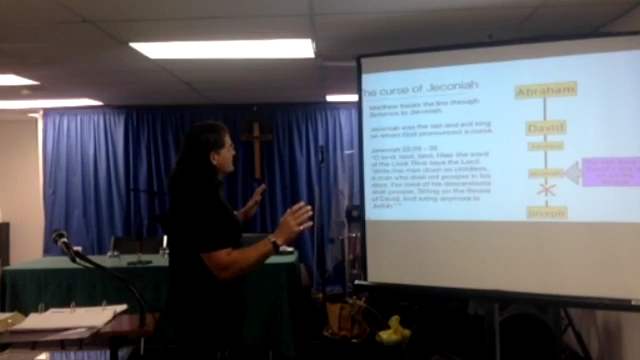 he curse of Jeconiah
Matthew traces the line through
Solomon to Jeconiah
Jeconiah was the last and evil king
on whom God pronounced a curse.
Jeremiah 22:29 - 30
"O land, land, land, Hear the word
of the Lord! Thus says the Lord:
'Write this man down as childless,
A man who shall not prosper in his
days; For none of his descendants
shall prosper, Sitting on the throne
of David, And ruling anymore in
Judah.' "
Abraham
David
Joseph